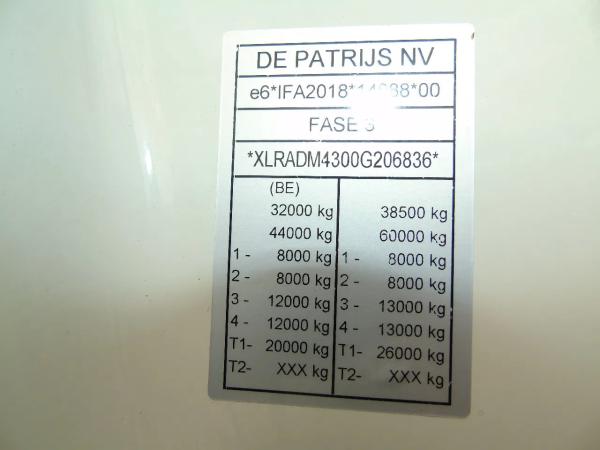 DE PATRIJS NV
FASE 3
*XLRADM4300G206836*
(BE)
32000 kg 38500 kg
44000 kg 60000 kg
1 - 8000 kg 1 - 8000 kg
2 - 8000 kg 2 - 8000 kg
3 - 12000 kg 3 - 13000 kg
4 - 12000 kg 4 - 13000 kg
T1- 20000 kg T1- 26000 kg
T2- XXX kg T2- XXX kg